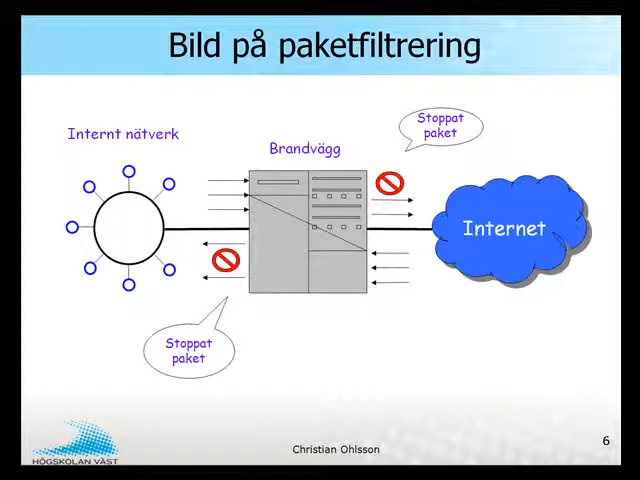 Bild på paketfiltrering
Stoppat
paket
Internt nätverk
Brandvägg
Internet
Stoppat
paket
6
Christian Ohlsson
HÖGSKOLAN VÄST